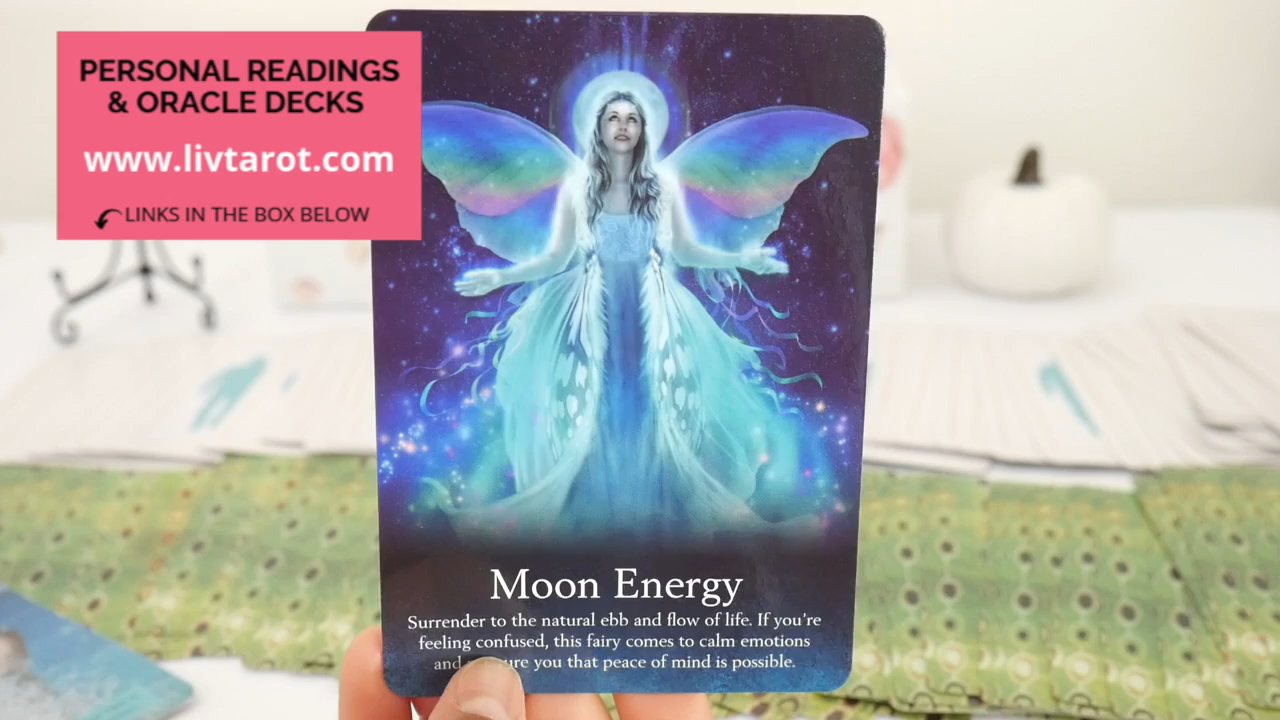 PERSONAL READINGS
& ORACLE DECKS
www.livtarot.com
LINKS IN THE BOX BELOW
Moon Energy
Surrender to the natural ebb and flow of life. If you're
feeling confused, this fairy comes to calm emotions
and you that peace of mind is possible.